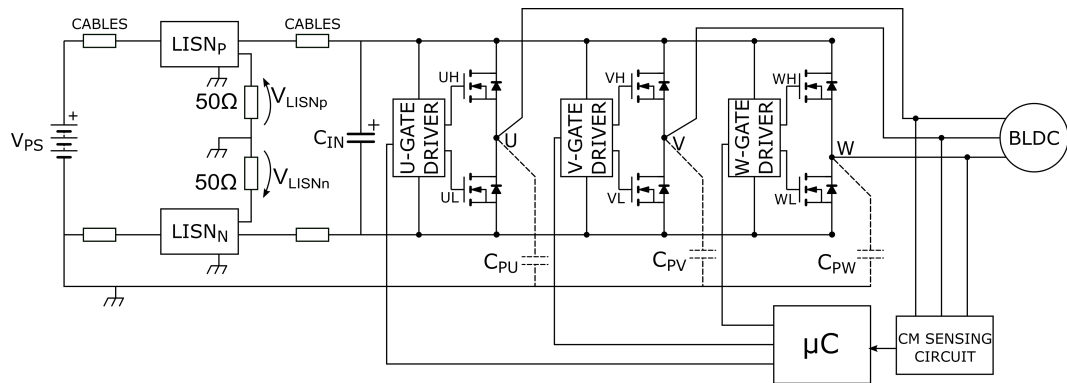 CABLES
CABLES
LISNP
50Ω
VLISNp
VPS
+
50Ω
VLISNn
LISNN
CIN
+
U-GATE
DRIVER
UH
UL
U
CPU
V-GATE
DRIVER
VH
VL
V
CPV
W-GATE
DRIVER
WH
WL
W
CPW
BLDC
µC
CM SENSING
CIRCUIT